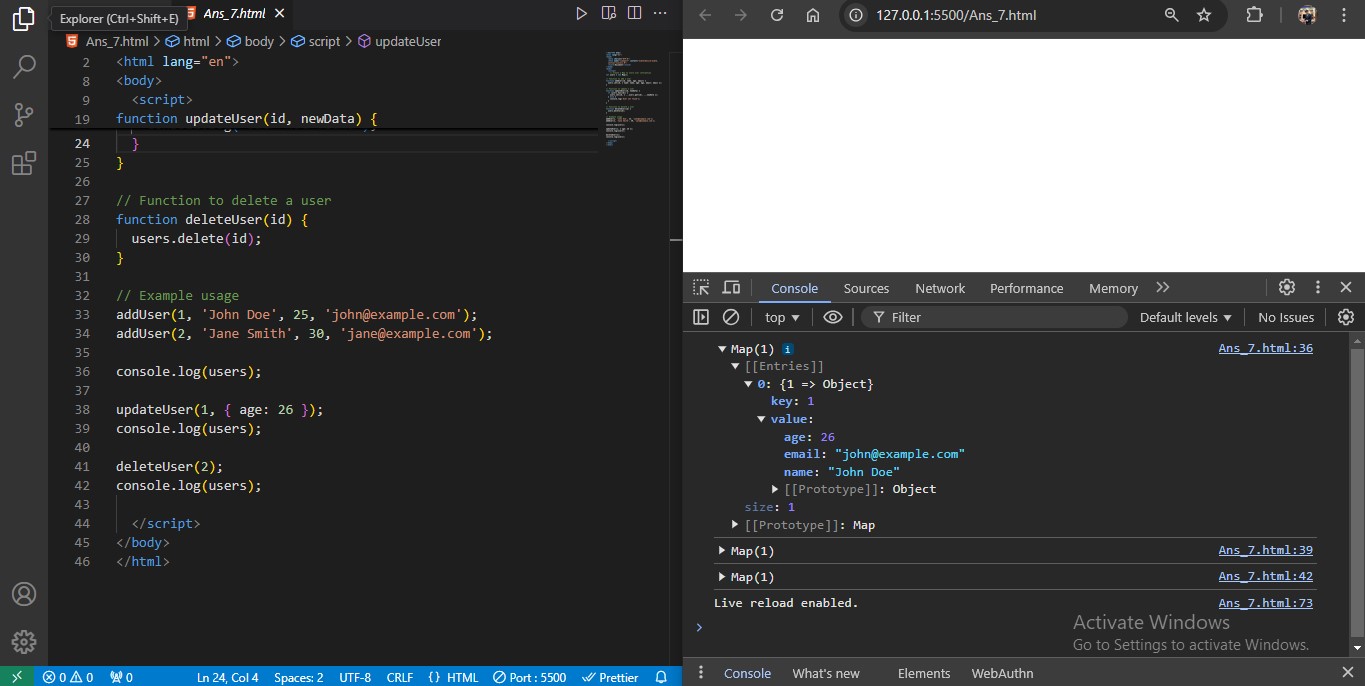 Explorer (Ctrl+Shift+E)
Ans_7.html
Ans_7.html > html > body > script > updateUser
2 <html lang="en">
8 <body>
9 <script>
19 function updateUser(id, newData) {
24 }
25 }
26
27 // Function to delete a user
28 function deleteUser(id) {
29 users.delete(id);
30 }
31
32 // Example usage
33 addUser(1, 'John Doe', 25, 'john@example.com');
34 addUser(2, 'Jane Smith', 30, 'jane@example.com');
35
36 console.log(users);
37
38 updateUser(1, { age: 26 });
39 console.log(users);
40
41 deleteUser(2);
42 console.log(users);
43
44 </script>
45 </body>
46 </html>
0 0 0
Ln 24, Col 4 Spaces: 2 UTF-8 CRLF {} HTML Port : 5500 Prettier
127.0.0.1:5500/Ans_7.html
Console Sources Network Performance Memory
top Filter Default levels No Issues
Map(1) i Ans_7.html:36
[[Entries]]
0: {1 => Object}
key: 1
value:
age: 26
email: "john@example.com"
name: "John Doe"
[[Prototype]]: Object
size: 1
[[Prototype]]: Map
Map(1) Ans_7.html:39
Map(1) Ans_7.html:42
Live reload enabled. Ans_7.html:73
Activate Windows
Go to Settings to activate Windows.
Console What's new Elements WebAuthn